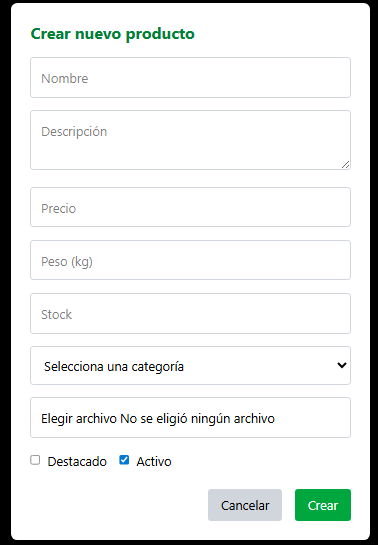 Crear nuevo producto
Nombre
Descripción
Precio
Peso (kg)
Stock
Selecciona una categoría
Elegir archivo No se eligió ningún archivo
Destacado Activo
Cancelar Crear